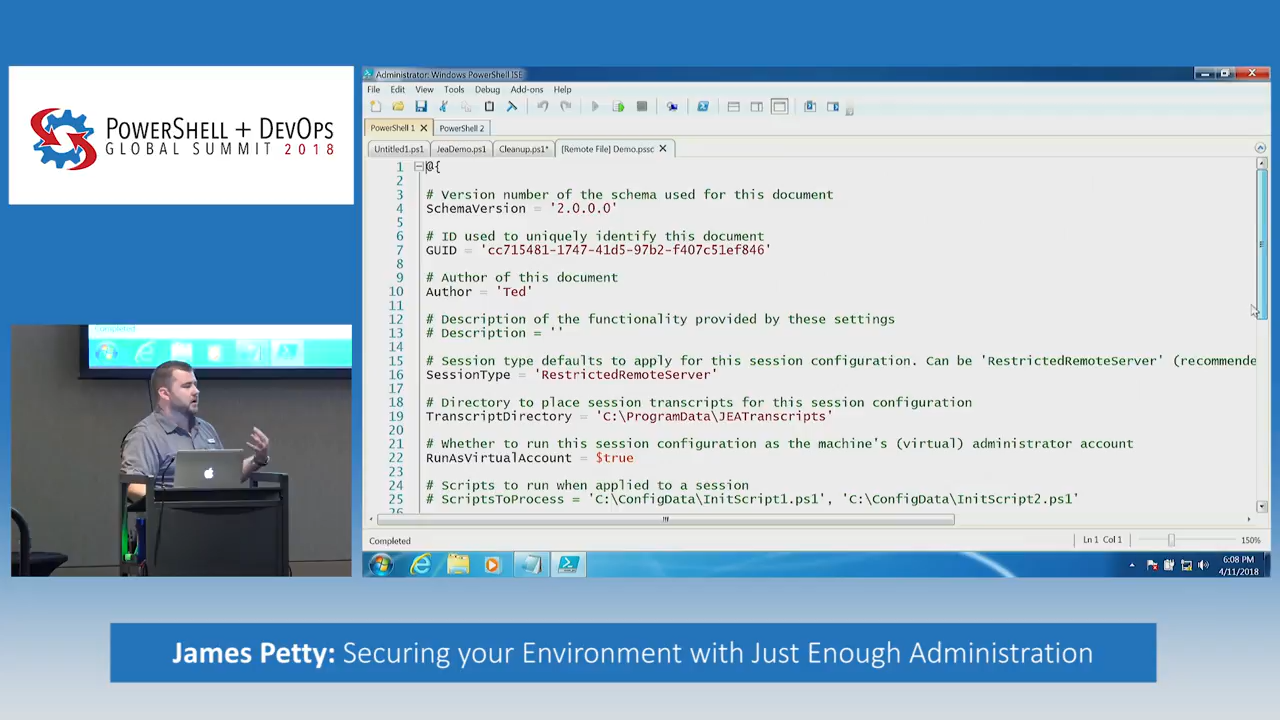 POWERSHELL + DEVOPS
GLOBAL SUMMIT 2018
Administrator: Windows PowerShell ISE
File Edit View Tools Debug Add-ons Help
PowerShell 1 PowerShell 2
Untitled1.ps1 JeaDemo.ps1 Cleanup.ps1* [Remote File] Demo.pssc
1 @{
2
3 # Version number of the schema used for this document
4 SchemaVersion = '2.0.0.0'
5
6 # ID used to uniquely identify this document
7 GUID = 'cc715481-1747-41d5-97b2-f407c51ef846'
8
9 # Author of this document
10 Author = 'Ted'
11
12 # Description of the functionality provided by these settings
13 # Description = ''
14
15 # Session type defaults to apply for this session configuration. Can be 'RestrictedRemoteServer' (recommende
16 SessionType = 'RestrictedRemoteServer'
17
18 # Directory to place session transcripts for this session configuration
19 TranscriptDirectory = 'C:\ProgramData\JEATranscripts'
20
21 # Whether to run this session configuration as the machine's (virtual) administrator account
22 RunAsVirtualAccount = $true
23
24 # Scripts to run when applied to a session
25 # ScriptsToProcess = 'C:\ConfigData\InitScript1.ps1', 'C:\ConfigData\InitScript2.ps1'
26
Completed Ln 1 Col 1 150%
6:08 PM
4/11/2018
James Petty: Securing your Environment with Just Enough Administration